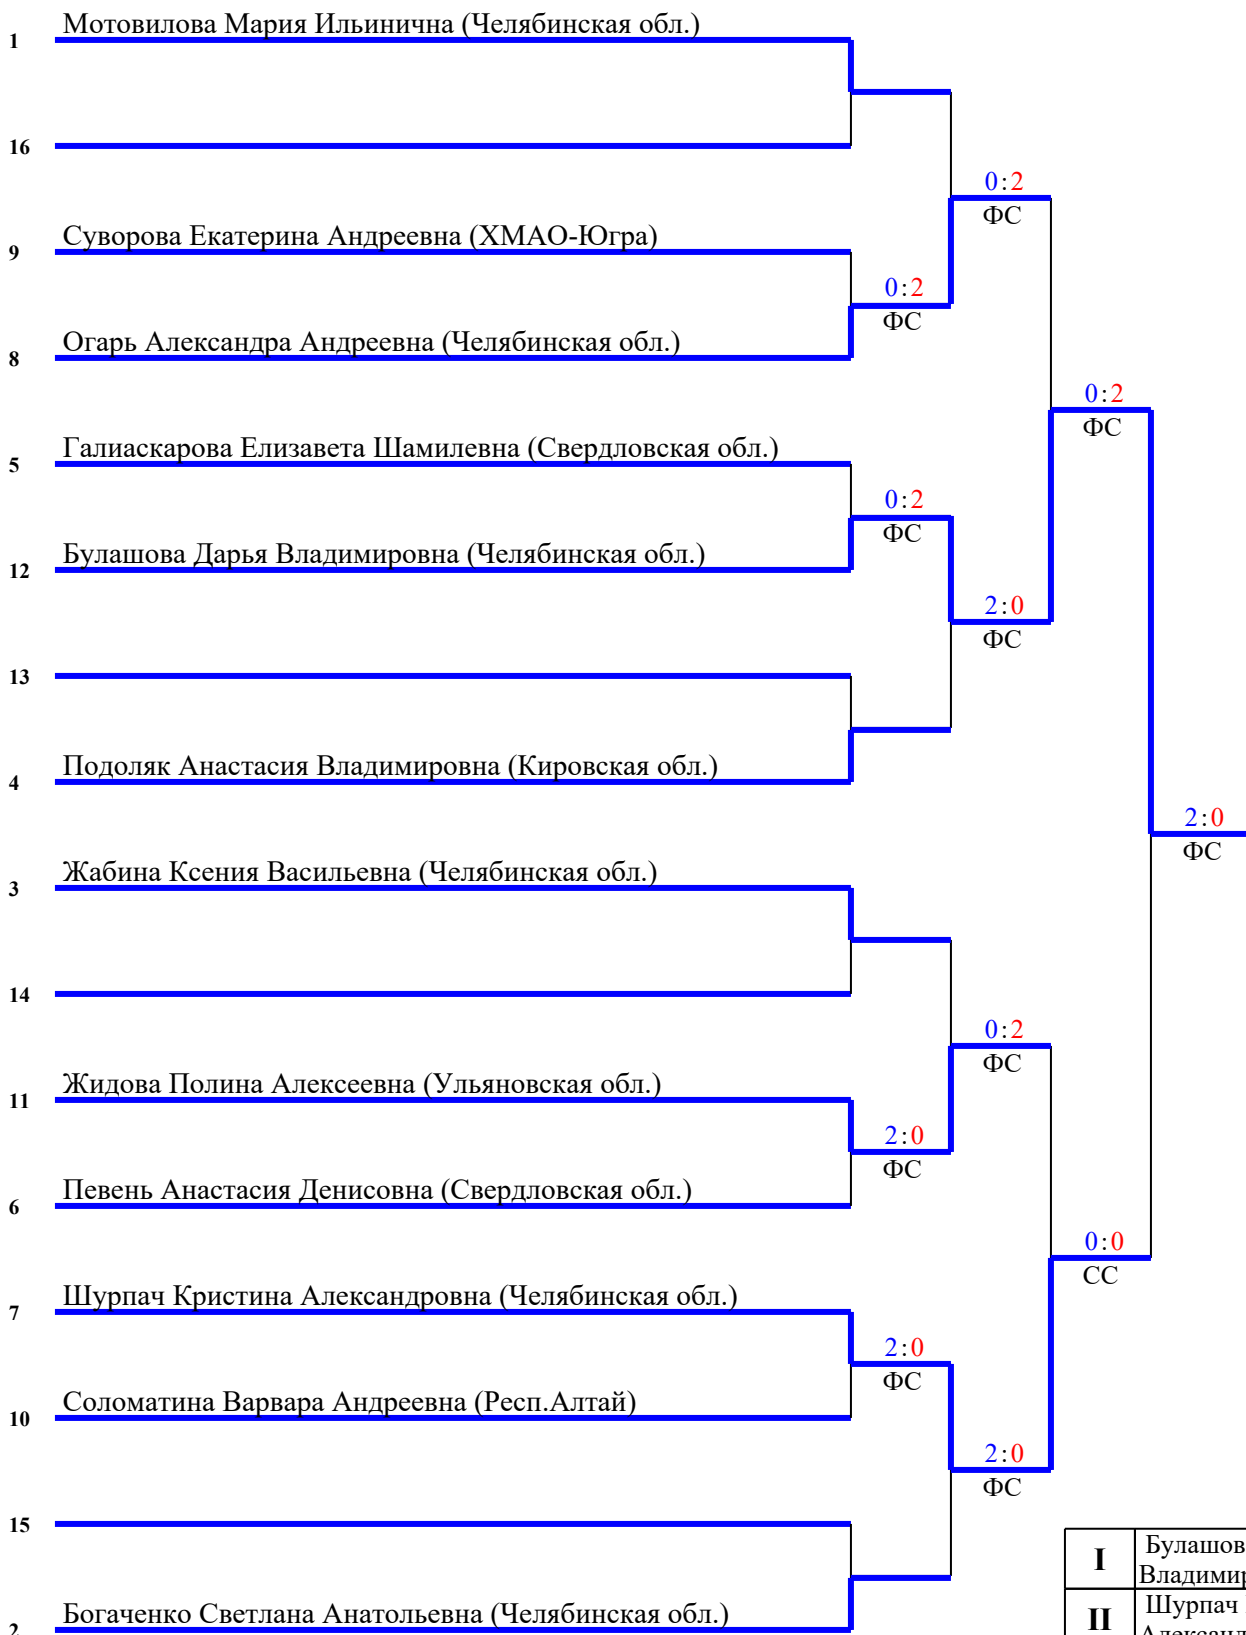 Мотовилова Мария Ильинична (Челябинская обл.)
1
16
0:2
ФС
Суворова Екатерина Андреевна (ХМАО-Югра)
9
0:2
ФС
Огарь Александра Андреевна (Челябинская обл.)
8
0:2
ФС
Галиаскарова Елизавета Шамилевна (Свердловская обл.)
5
0:2
ФС
Булашова Дарья Владимировна (Челябинская обл.)
12
2:0
ФС
13
Подоляк Анастасия Владимировна (Кировская обл.)
4
2:0
ФС
Жабина Ксения Васильевна (Челябинская обл.)
3
14
0:2
ФС
Жидова Полина Алексеевна (Ульяновская обл.)
11
2:0
ФС
Певень Анастасия Денисовна (Свердловская обл.)
6
0:0
СС
Шурпач Кристина Александровна (Челябинская обл.)
7
2:0
ФС
Соломатина Варвара Андреевна (Респ.Алтай)
10
2:0
ФС
15
I Булашов
Владимир
Богаченко Светлана Анатольевна (Челябинская обл.)
2
II Шурпач
Александ